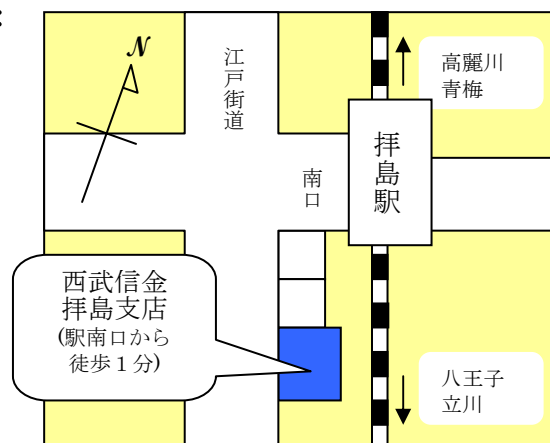 :
N
江戸街道
高麗川
青梅
拝島駅
南口
西武信金
拝島支店
(駅南口から
徒歩1分)
八王子
立川